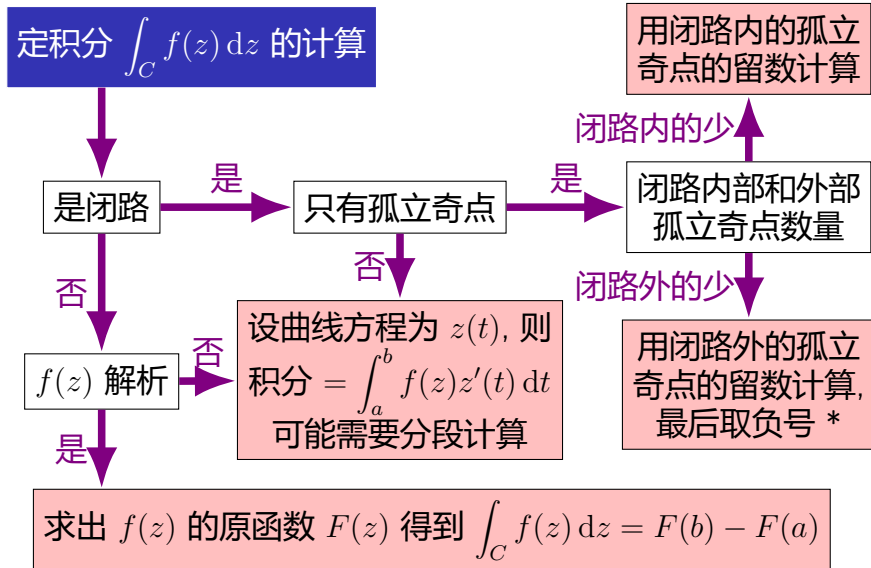 定积分 ∫_C f(z) dz 的计算
用闭路内的孤立
奇点的留数计算
闭路内的少
是闭路
是
只有孤立奇点
是
闭路内部和外部
孤立奇点数量
否
否
闭路外的少
f(z) 解析
否
设曲线方程为 z(t), 则
积分 = ∫_a^b f(z)z′(t) dt
可能需要分段计算
用闭路外的孤立
奇点的留数计算,
最后取负号 *
是
求出 f(z) 的原函数 F(z) 得到 ∫_C f(z) dz = F(b) − F(a)